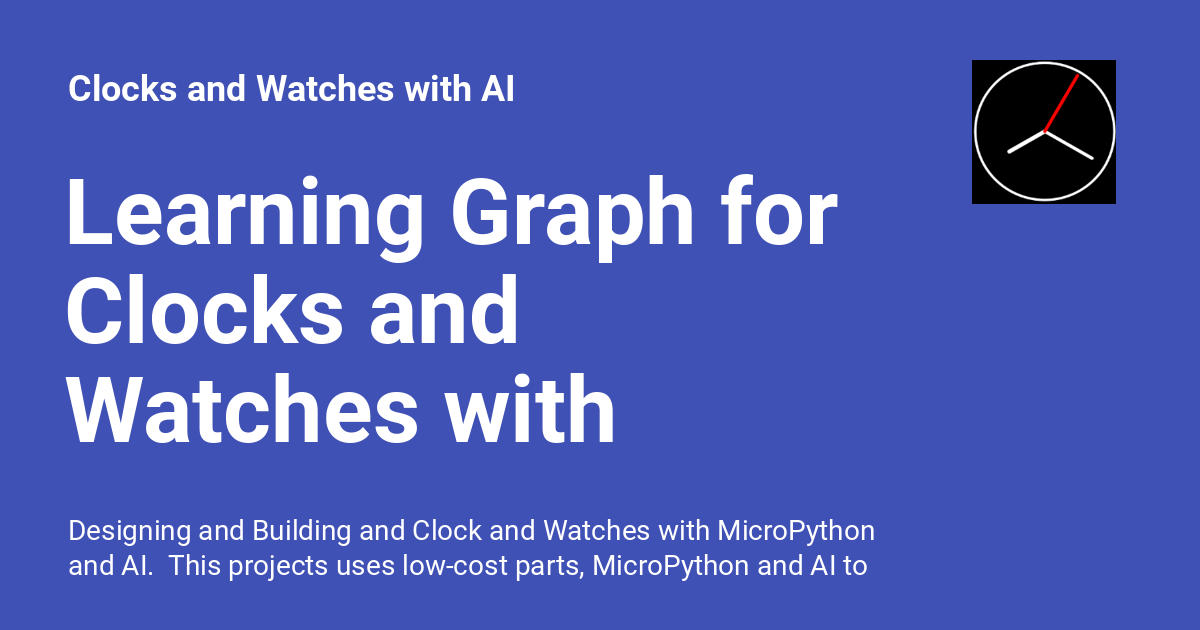 Clocks and Watches with AI
Learning Graph for
Clocks and
Watches with
Designing and Building and Clock and Watches with MicroPython
and AI.  This projects uses low-cost parts, MicroPython and AI to